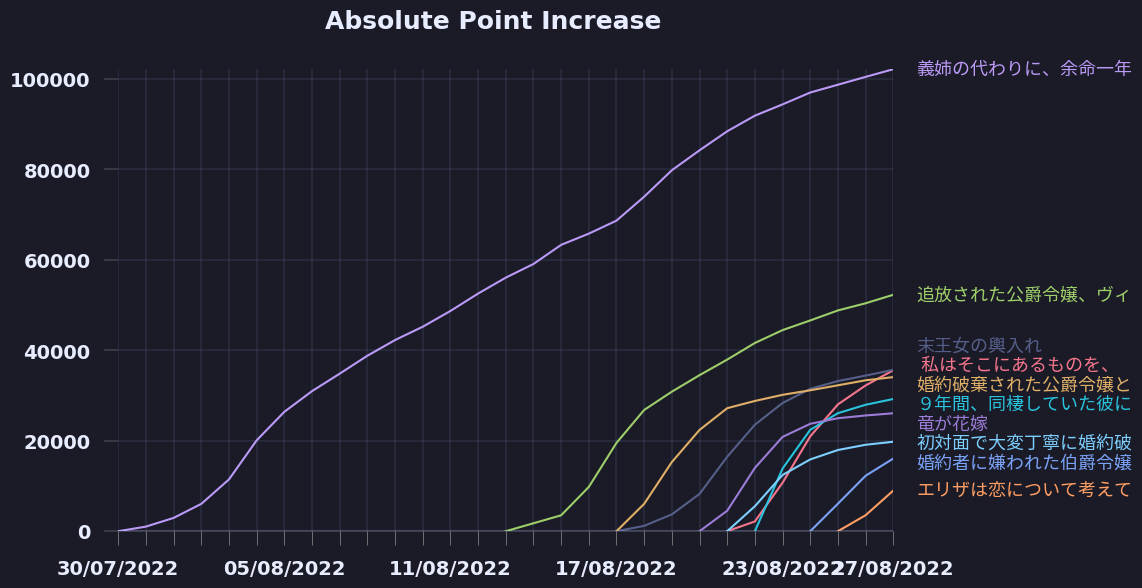 Absolute Point Increase
100000
80000
60000
40000
20000
0
30/07/2022
05/08/2022
11/08/2022
17/08/2022
23/08/2022
27/08/2022
義姉の代わりに、余命一年
追放された公爵令嬢、ヴィ
末王女の輿入れ
私はそこにあるものを、
婚約破棄された公爵令嬢と
９年間、同棲していた彼に
竜が花嫁
初対面で大変丁寧に婚約破
婚約者に嫌われた伯爵令嬢
エリザは恋について考えて